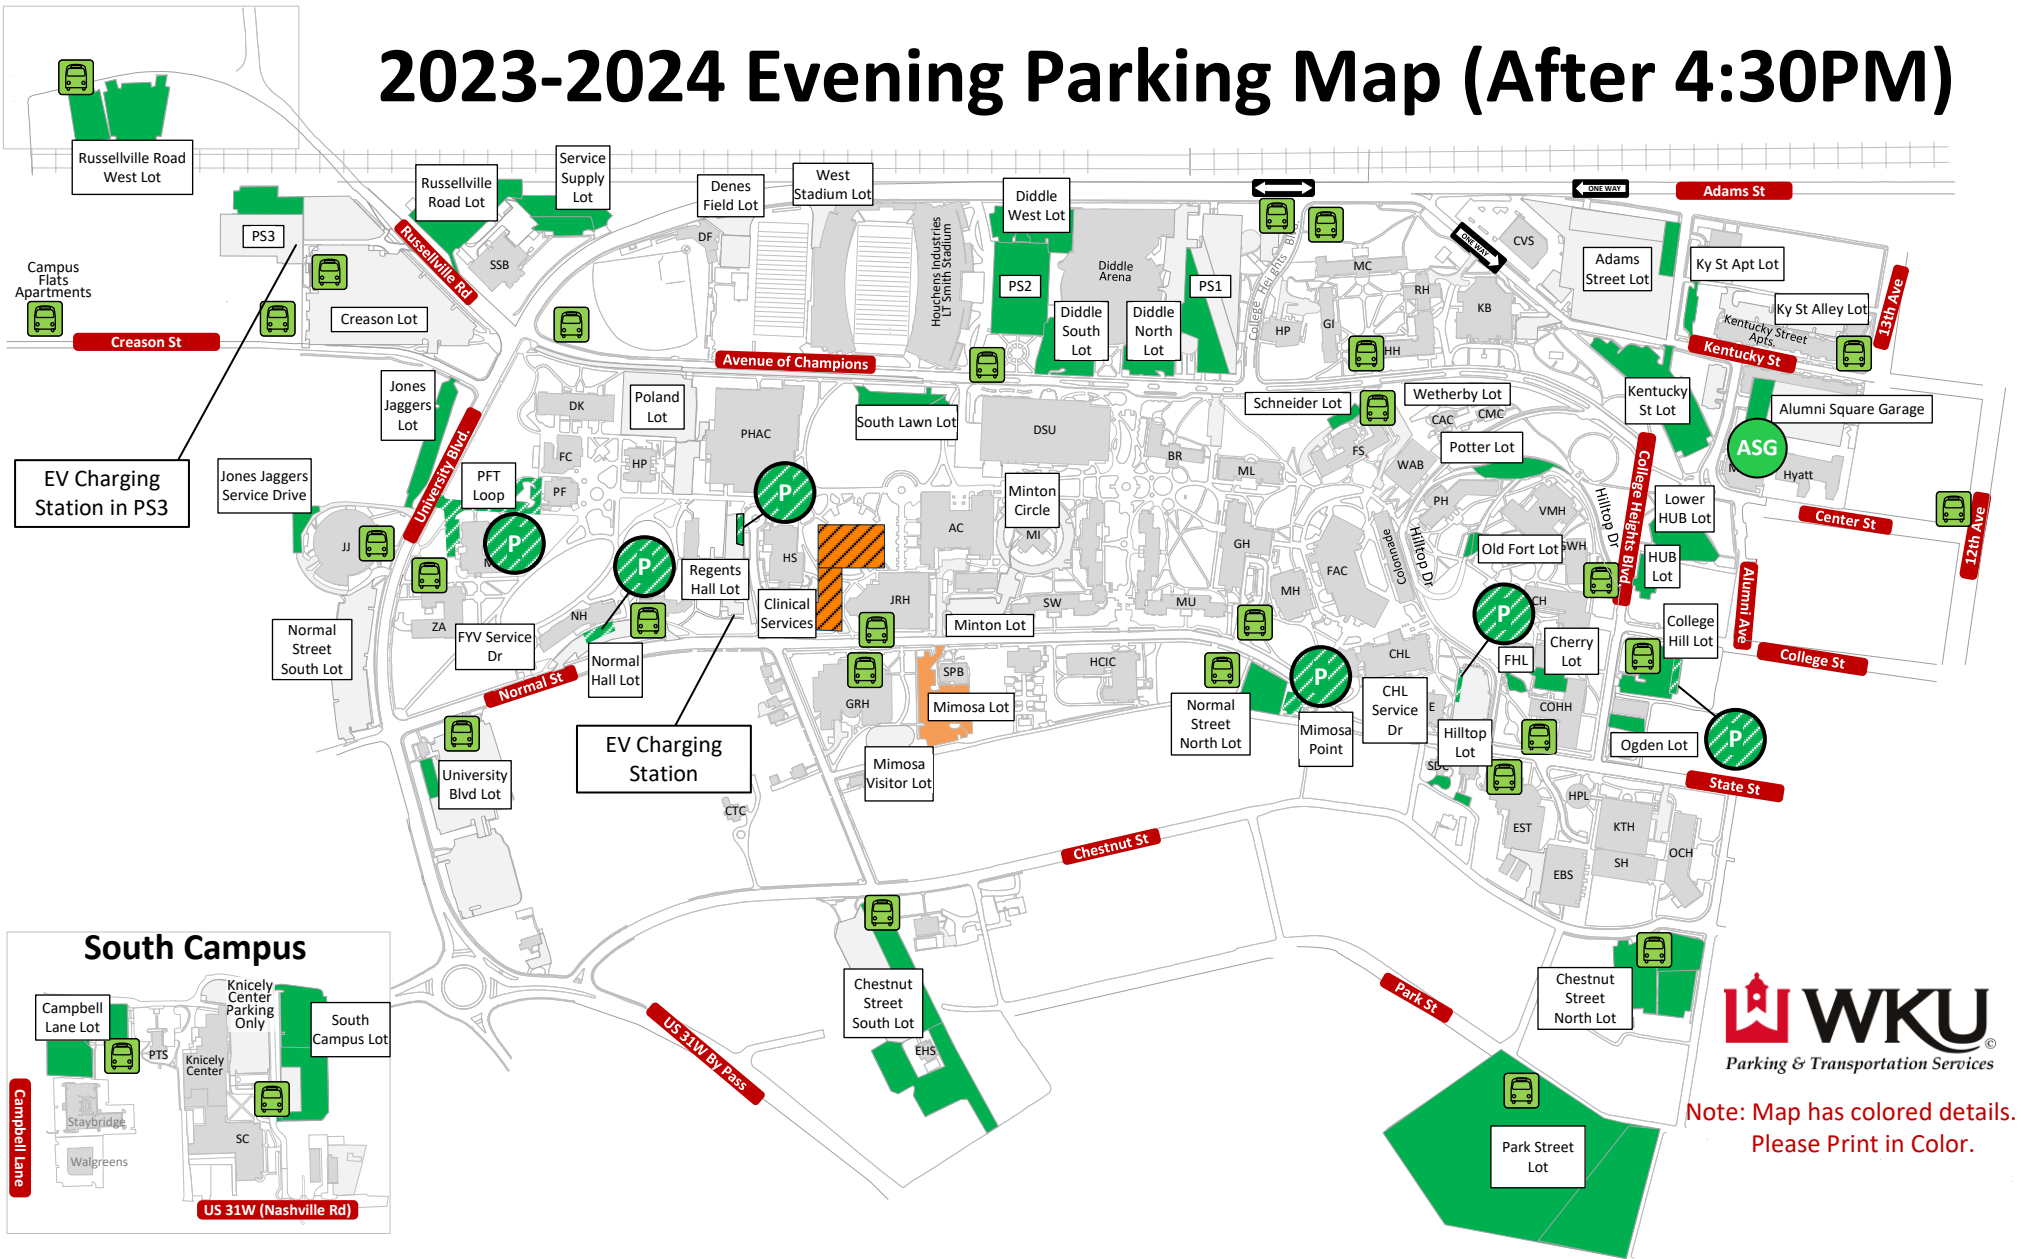 2023-2024 Evening Parking Map (After 4:30PM)
Russellville Road
West Lot
Russellville
Road Lot
Service
Supply
Lot
Denes
Field Lot
West
Stadium Lot
Diddle
West Lot
ONE WAY
Adams St
PS3
Russellville Rd
SSB
DF
Houchens Industries
LT Smith Stadium
PS2
Diddle
Arena
PS1
College Heights Blvd.
MC
RH
ONE WAY
CVS
KB
Adams
Street Lot
Ky St Apt Lot
Ky St Alley Lot
13th Ave
Campus
Flats
Apartments
Creason St
Creason Lot
Diddle
South
Lot
Diddle
North
Lot
HP
GI
HH
Kentucky Street
Apts.
Kentucky St
Avenue of Champions
Jones
Jaggers
Lot
DK
Poland
Lot
PHAC
South Lawn Lot
DSU
Schneider Lot
Wetherby Lot
CAC
CMC
Kentucky
St Lot
Alumni Square Garage
ASG
Hyatt
EV Charging
Station in PS3
Jones Jaggers
Service Drive
University Blvd.
PFT
Loop
FC
HP
PF
P
BR
ML
FS
WAB
Potter Lot
PH
VMH
Hilltop Dr
College Heights Blvd
Lower
HUB Lot
Center St
12th Ave
JJ
P
P
Regents
Hall Lot
HS
AC
Minton
Circle
MI
GH
FAC
Colonnade
Hilltop Dr
Old Fort Lot
WH
HUB
Lot
Alumni Ave
Normal
Street
South Lot
ZA
FYV Service
Dr
NH
Normal
Hall Lot
Clinical
Services
JRH
SW
Minton Lot
MU
MH
P
CH
Cherry
Lot
College
Hill Lot
College St
Normal St
GRH
SPB
Mimosa Lot
HCIC
Normal
Street
North Lot
P
Mimosa
Point
CHL
CHL
Service
Dr
E
FHL
Hilltop
Lot
COHH
Ogden Lot
P
State St
EV Charging
Station
University
Blvd Lot
Mimosa
Visitor Lot
CTC
SDC
HPL
EST
KTH
SH
OCH
EBS
Chestnut St
South Campus
Campbell
Lane Lot
Knicely
Center
Parking
Only
South
Campus Lot
PTS
Knicely
Center
Staybridge
SC
Walgreens
Campbell Lane
US 31W (Nashville Rd)
US 31W By Pass
Chestnut
Street
South Lot
EHS
Park St
Chestnut
Street
North Lot
Park Street
Lot
WKU
©
Parking & Transportation Services
Note: Map has colored details.
Please Print in Color.